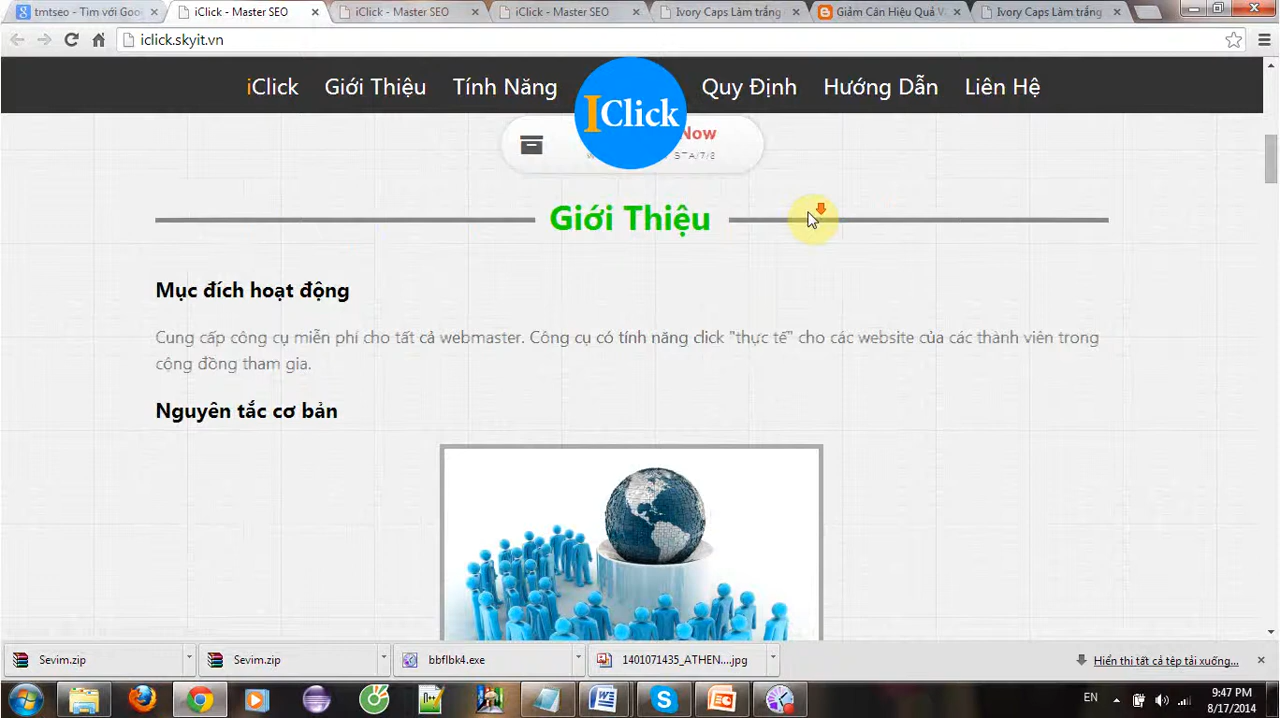 tmtseo - Tìm với Goo
iClick - Master SEO
iClick - Master SEO
iClick - Master SEO
Ivory Caps Làm trắng
Giảm Cân Hiệu Quả V
Ivory Caps Làm trắng
iclick.skyit.vn
iClick
Giới Thiệu
Tính Năng
IClick
Quy Định
Hướng Dẫn
Liên Hệ
Now
STA/7/8
Giới Thiệu
Mục đích hoạt động
Cung cấp công cụ miễn phí cho tất cả webmaster. Công cụ có tính năng click "thực tế" cho các website của các thành viên trong
cộng đồng tham gia.
Nguyên tắc cơ bản
Sevim.zip
Sevim.zip
bbflbk4.exe
1401071435_ATHEN....jpg
Hiển thị tất cả tệp tải xuống...
EN
9:47 PM
8/17/2014